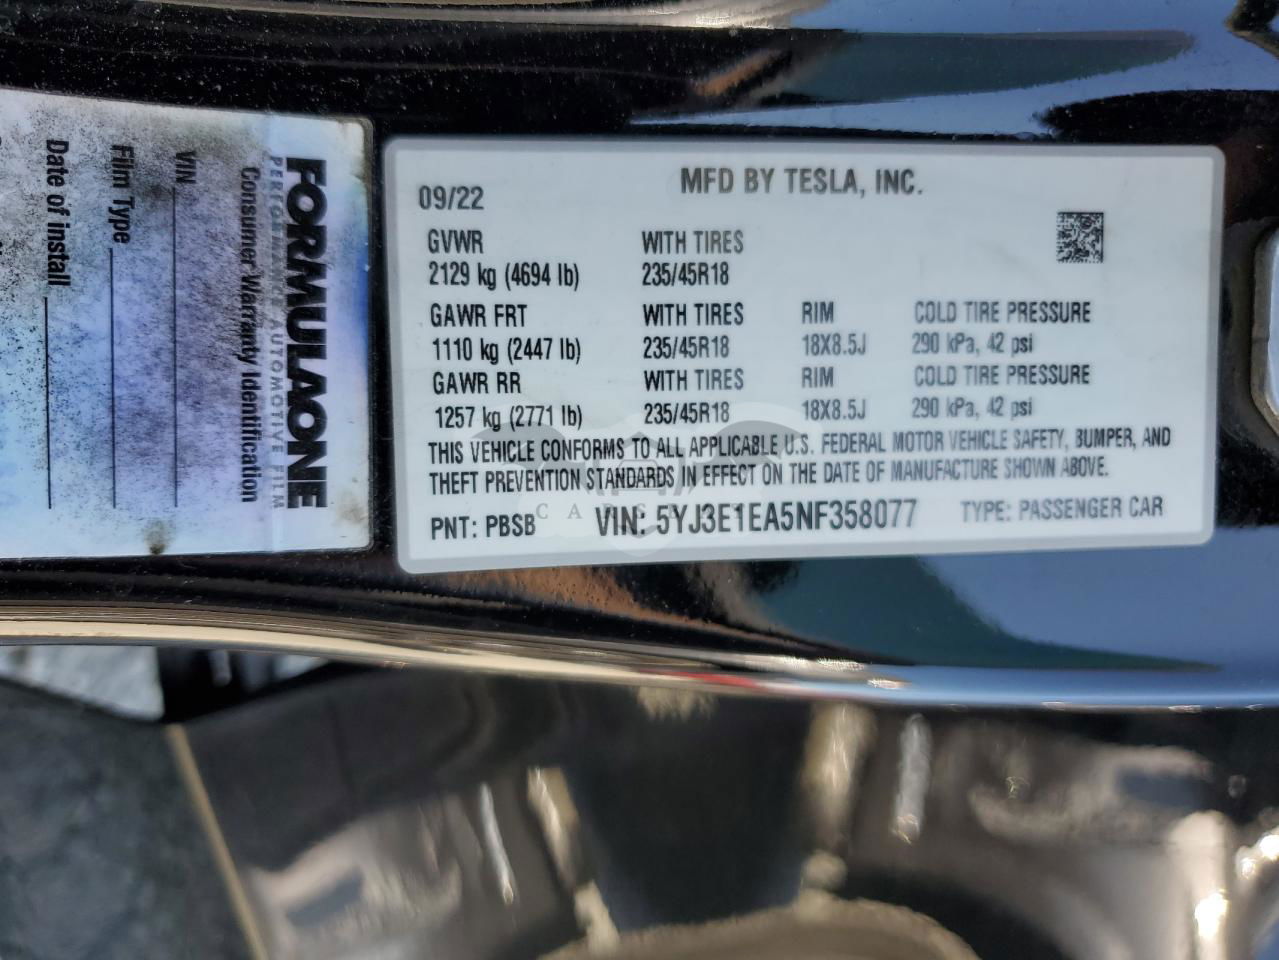 FORMULAONE
PERFORMANCE AUTOMOTIVE FILM
Consumer Warranty Identification
VIN
Film Type
Date of install
MFD BY TESLA, INC.
09/22
GVWR WITH TIRES
2129 kg (4694 lb) 235/45R18
GAWR FRT WITH TIRES RIM COLD TIRE PRESSURE
1110 kg (2447 lb) 235/45R18 18X8.5J 290 kPa, 42 psi
GAWR RR WITH TIRES RIM COLD TIRE PRESSURE
1257 kg (2771 lb) 235/45R18 18X8.5J 290 kPa, 42 psi
THIS VEHICLE CONFORMS TO ALL APPLICABLE U.S. FEDERAL MOTOR VEHICLE SAFETY, BUMPER, AND
THEFT PREVENTION STANDARDS IN EFFECT ON THE DATE OF MANUFACTURE SHOWN ABOVE.
PNT: PBSB VIN: 5YJ3E1EA5NF358077 TYPE: PASSENGER CAR